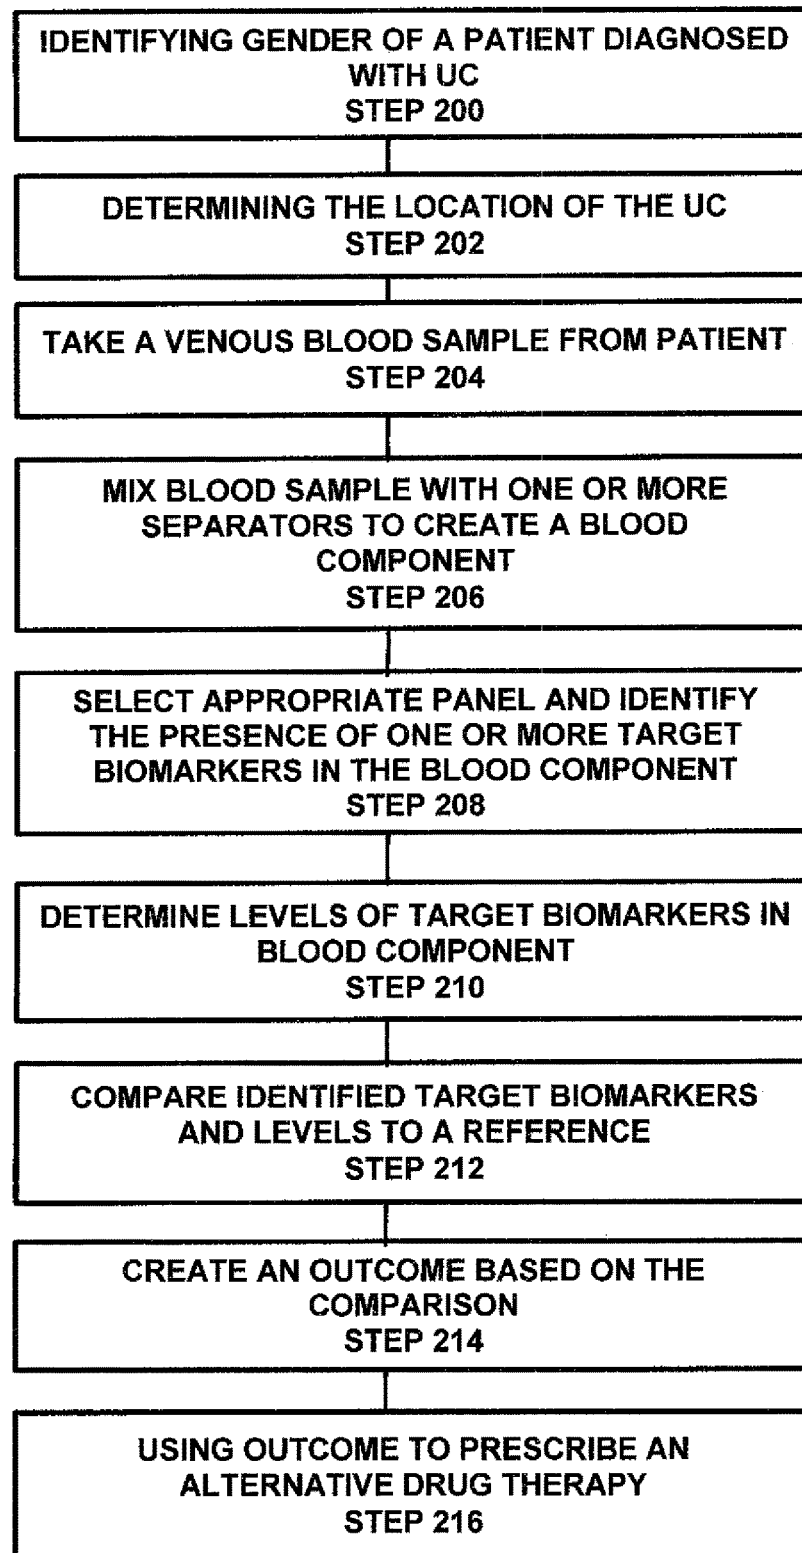 IDENTIFYING GENDER OF A PATIENT DIAGNOSED
WITH UC
STEP 200
DETERMINING THE LOCATION OF THE UC
STEP 202
TAKE A VENOUS BLOOD SAMPLE FROM PATIENT
STEP 204
MIX BLOOD SAMPLE WITH ONE OR MORE
SEPARATORS TO CREATE A BLOOD
COMPONENT
STEP 206
SELECT APPROPRIATE PANEL AND IDENTIFY
THE PRESENCE OF ONE OR MORE TARGET
BIOMARKERS IN THE BLOOD COMPONENT
STEP 208
DETERMINE LEVELS OF TARGET BIOMARKERS IN
BLOOD COMPONENT
STEP 210
COMPARE IDENTIFIED TARGET BIOMARKERS
AND LEVELS TO A REFERENCE
STEP 212
CREATE AN OUTCOME BASED ON THE
COMPARISON
STEP 214
USING OUTCOME TO PRESCRIBE AN
ALTERNATIVE DRUG THERAPY
STEP 216